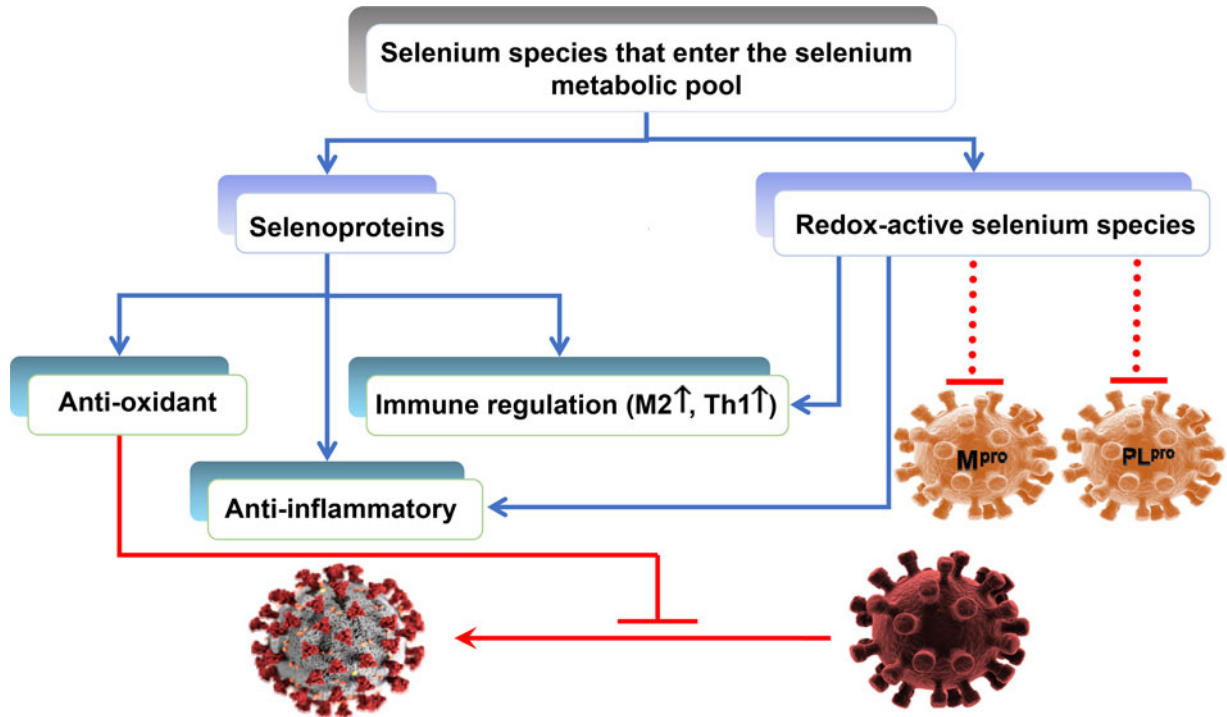 Selenium species that enter the selenium
metabolic pool
Selenoproteins
Redox-active selenium species
Anti-oxidant
Immune regulation (M2↑, Th1↑)
Anti-inflammatory
Mpro
PLpro